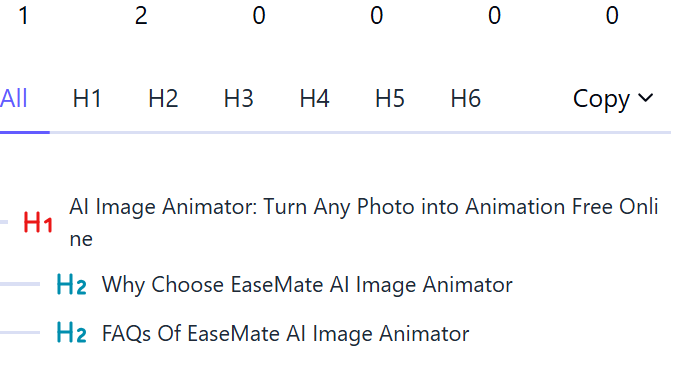 1 2 0 0 0 0
All H1 H2 H3 H4 H5 H6 Copy
H1 AI Image Animator: Turn Any Photo into Animation Free Onli
ne
H2 Why Choose EaseMate AI Image Animator
H2 FAQs Of EaseMate AI Image Animator